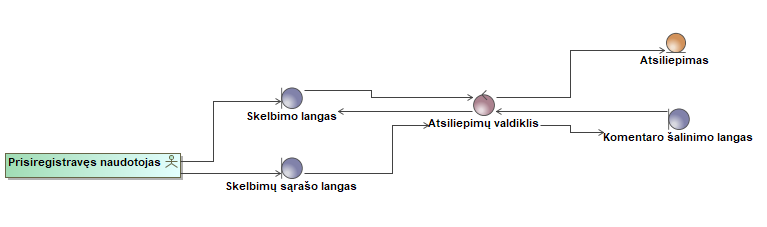 Atsiliepimas
Skelbimo langas
Atsiliepimų valdiklis
Komentaro šalinimo langas
Prisiregistravęs naudotojas
Skelbimų sąrašo langas